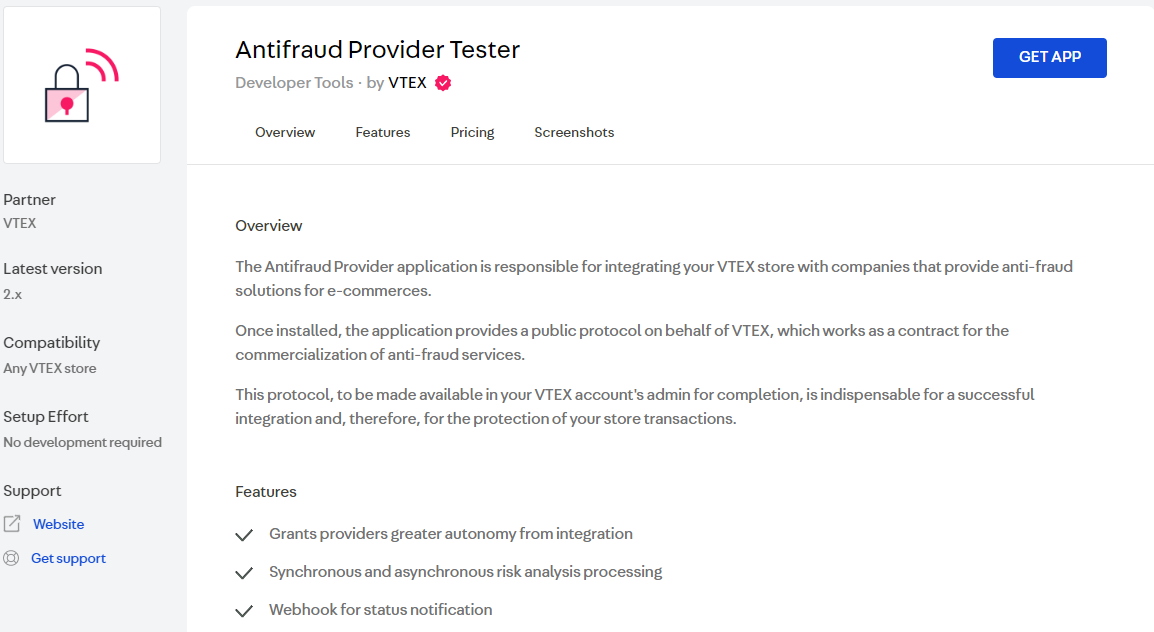 Antifraud Provider Tester
Developer Tools · by VTEX
GET APP
Overview
Features
Pricing
Screenshots
Partner
VTEX
Latest version
2.x
Compatibility
Any VTEX store
Setup Effort
No development required
Support
Website
Get support
Overview
The Antifraud Provider application is responsible for integrating your VTEX store with companies that provide anti-fraud
solutions for e-commerces.
Once installed, the application provides a public protocol on behalf of VTEX, which works as a contract for the
commercialization of anti-fraud services.
This protocol, to be made available in your VTEX account's admin for completion, is indispensable for a successful
integration and, therefore, for the protection of your store transactions.
Features
Grants providers greater autonomy from integration
Synchronous and asynchronous risk analysis processing
Webhook for status notification